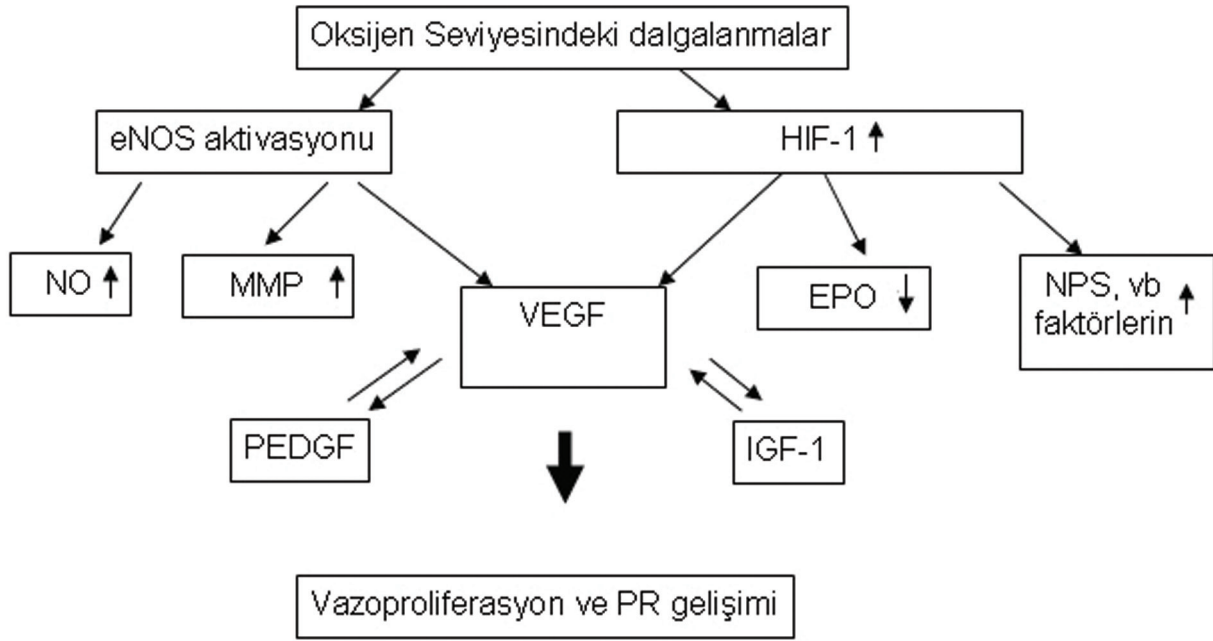 Oksijen Seviyesindeki dalgalanmalar
eNOS aktivasyonu
HIF-1
NO
MMP
VEGF
EPO
NPS, vb
faktörlerin
PEDGF
IGF-1
Vazoproliferasyon ve PR gelişimi